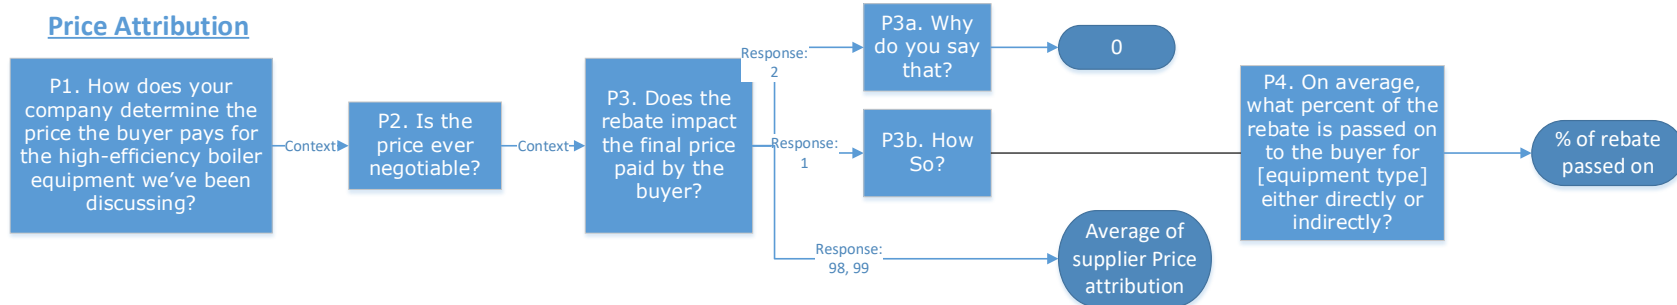 Price Attribution
P1. How does your
company determine the
price the buyer pays for
the high-efficiency boiler
equipment we've been
discussing?
Context
P2. Is the
price ever
negotiable?
Context
P3. Does the
rebate impact
the final price
paid by the
buyer?
Response:
2
P3a. Why
do you say
that?
0
Response:
1
P3b. How
So?
P4. On average,
what percent of the
rebate is passed on
to the buyer for
[equipment type]
either directly or
indirectly?
% of rebate
passed on
Response:
98, 99
Average of
supplier Price
attribution